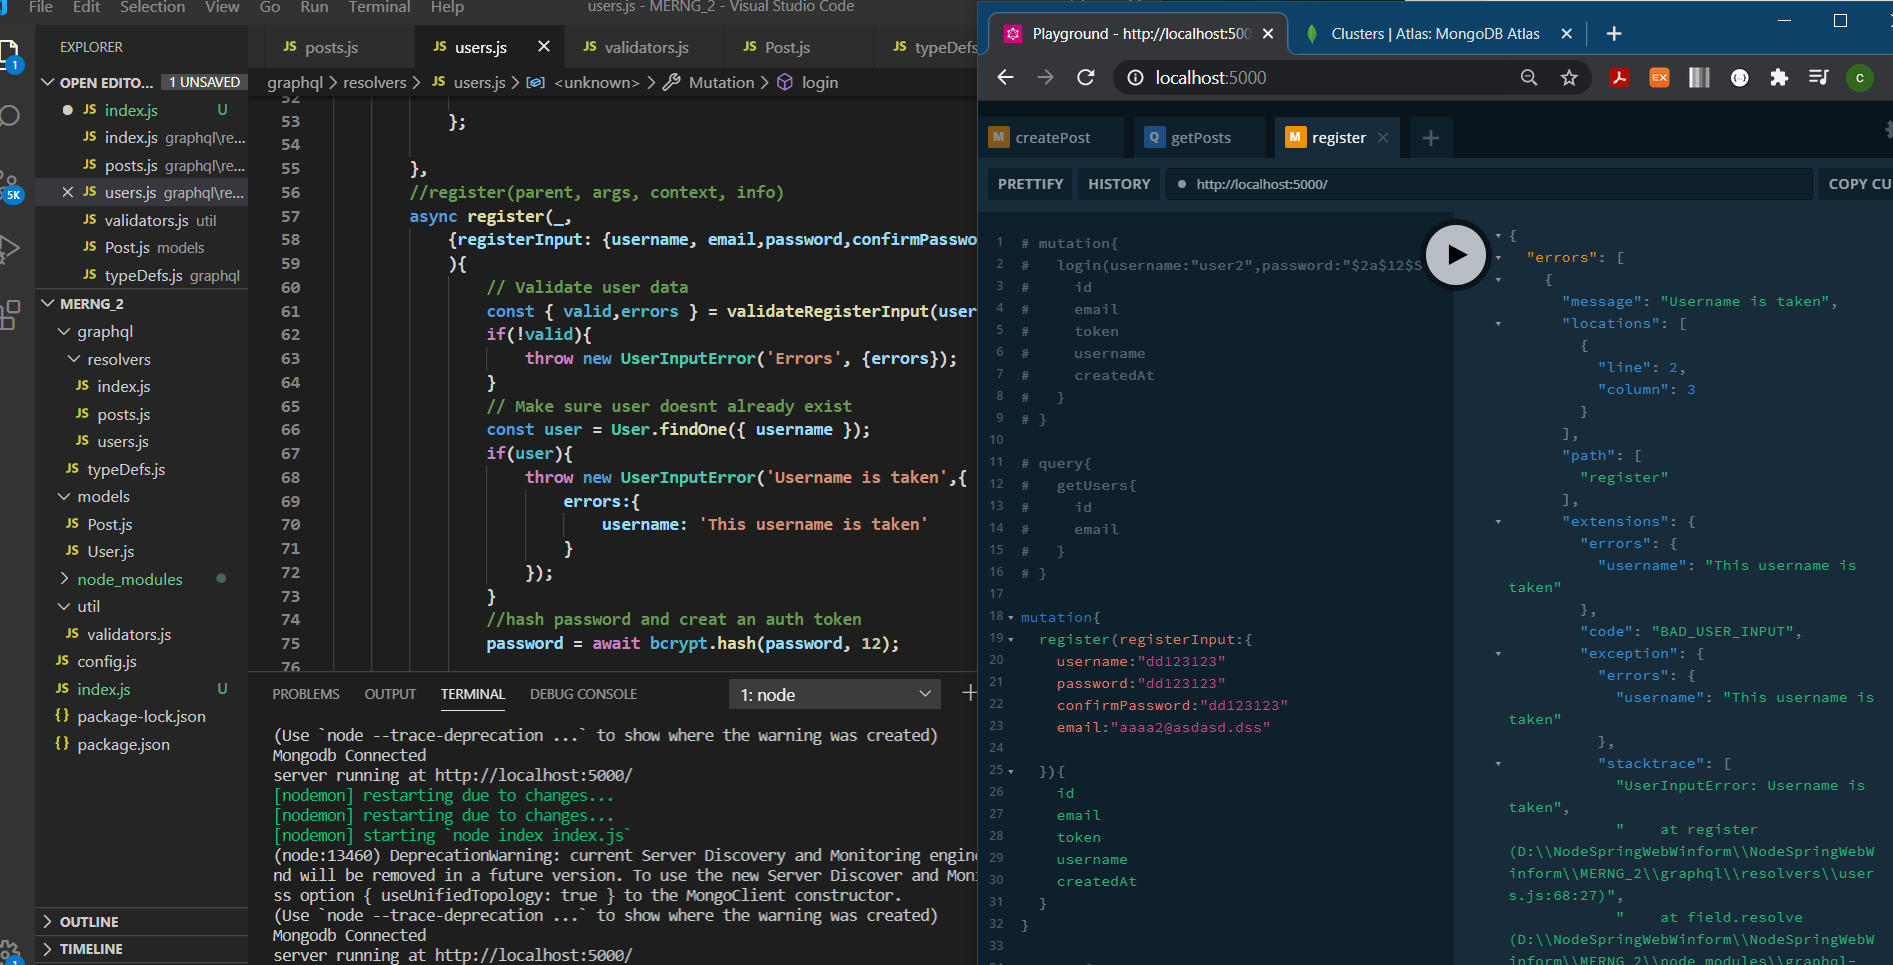 File Edit Selection View Go Run Terminal Help users.js - MERNG_2 - Visual Studio Code
EXPLORER
OPEN EDITO... 1 UNSAVED
JS index.js U
JS index.js graphql\re...
JS posts.js graphql\re...
JS users.js graphql\re...
JS validators.js util
JS Post.js models
JS typeDefs.js graphql
MERNG_2
graphql
resolvers
JS index.js
JS posts.js
JS users.js
JS typeDefs.js
models
JS Post.js
JS User.js
node_modules
util
JS validators.js
JS config.js
JS index.js U
{} package-lock.json
{} package.json
OUTLINE
TIMELINE
1
5K
1
JS posts.js JS users.js JS validators.js JS Post.js JS typeDefs
graphql > resolvers > JS users.js > <unknown> > Mutation > login
52
53 };
54
55 },
56 //register(parent, args, context, info)
57 async register(_,
58 {registerInput: {username, email,password,confirmPasswo
59 ){
60 // Validate user data
61 const { valid,errors } = validateRegisterInput(user
62 if(!valid){
63 throw new UserInputError('Errors', {errors});
64 }
65 // Make sure user doesnt already exist
66 const user = User.findOne({ username });
67 if(user){
68 throw new UserInputError('Username is taken',{
69 errors:{
70 username: 'This username is taken'
71 }
72 });
73 }
74 //hash password and creat an auth token
75 password = await bcrypt.hash(password, 12);
76
PROBLEMS OUTPUT TERMINAL DEBUG CONSOLE 1: node
(Use `node --trace-deprecation ...` to show where the warning was created)
Mongodb Connected
server running at http://localhost:5000/
[nodemon] restarting due to changes...
[nodemon] restarting due to changes...
[nodemon] starting `node index index.js`
(node:13460) DeprecationWarning: current Server Discovery and Monitoring engin
nd will be removed in a future version. To use the new Server Discover and Moni
ss option { useUnifiedTopology: true } to the MongoClient constructor.
(Use `node --trace-deprecation ...` to show where the warning was created)
Mongodb Connected
server running at http://localhost:5000/
Playground - http://localhost:500 Clusters | Atlas: MongoDB Atlas
localhost:5000 EX C
M createPost Q getPosts M register
PRETTIFY HISTORY http://localhost:5000/ COPY CU
1 # mutation{
2 # login(username:"user2",password:"$2a$12$S
3 # id
4 # email
5 # token
6 # username
7 # createdAt
8 # }
9 # }
10
11 # query{
12 # getUsers{
13 # id
14 # email
15 # }
16 # }
17
18 mutation{
19 register(registerInput:{
20 username:"dd123123"
21 password:"dd123123"
22 confirmPassword:"dd123123"
23 email:"aaaa2@asdasd.dss"
24
25 }){
26 id
27 email
28 token
29 username
30 createdAt
31 }
32 }
33
{
"errors": [
{
"message": "Username is taken",
"locations": [
{
"line": 2,
"column": 3
}
],
"path": [
"register"
],
"extensions": {
"errors": {
"username": "This username is
taken"
},
"code": "BAD_USER_INPUT",
"exception": {
"errors": {
"username": "This username is
taken"
},
"stacktrace": [
"UserInputError: Username is
taken",
" at register
(D:\\NodeSpringWebWinform\\NodeSpringWebW
inform\\MERNG_2\\graphql\\resolvers\\user
s.js:68:27)",
" at field.resolve
(D:\\NodeSpringWebWinform\\NodeSpringWebW
inform\\MERNG_2\\node_modules\\graphql-